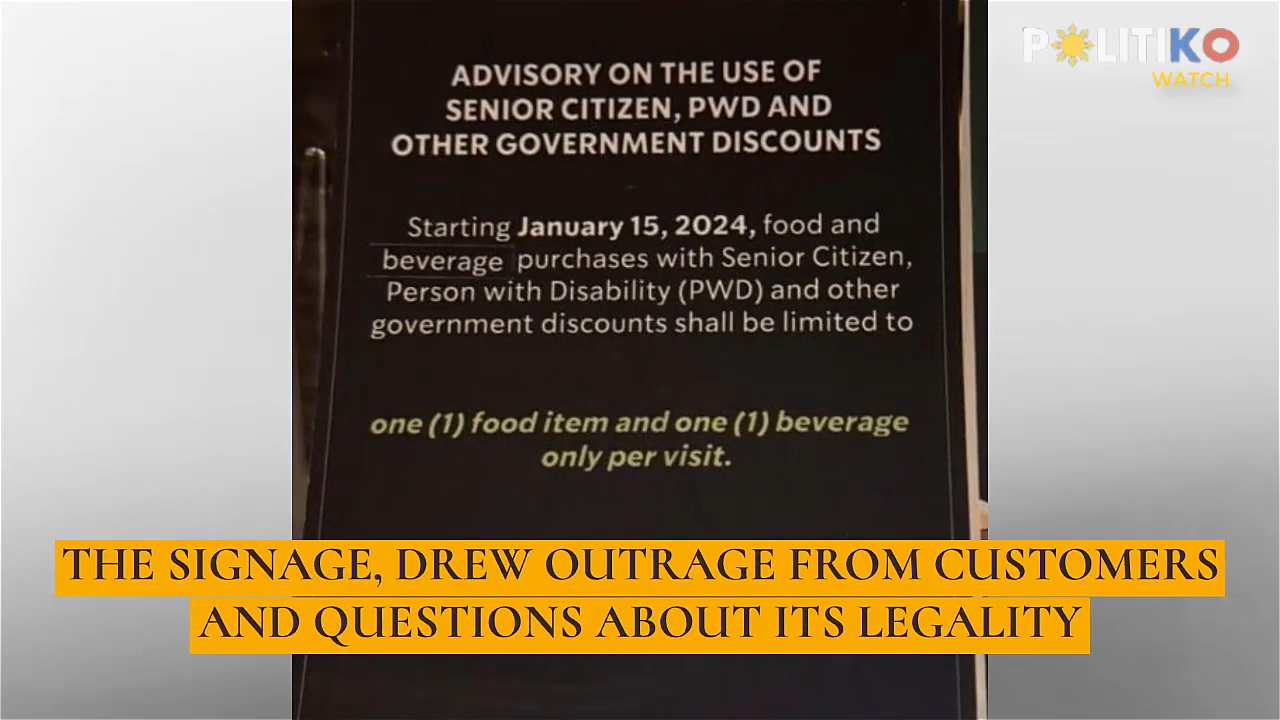 POLITIKO
WATCH
ADVISORY ON THE USE OF
SENIOR CITIZEN, PWD AND
OTHER GOVERNMENT DISCOUNTS
Starting January 15, 2024, food and
beverage purchases with Senior Citizen,
Person with Disability (PWD) and other
government discounts shall be limited to
one (1) food item and one (1) beverage
only per visit.
THE SIGNAGE, DREW OUTRAGE FROM CUSTOMERS
AND QUESTIONS ABOUT ITS LEGALITY